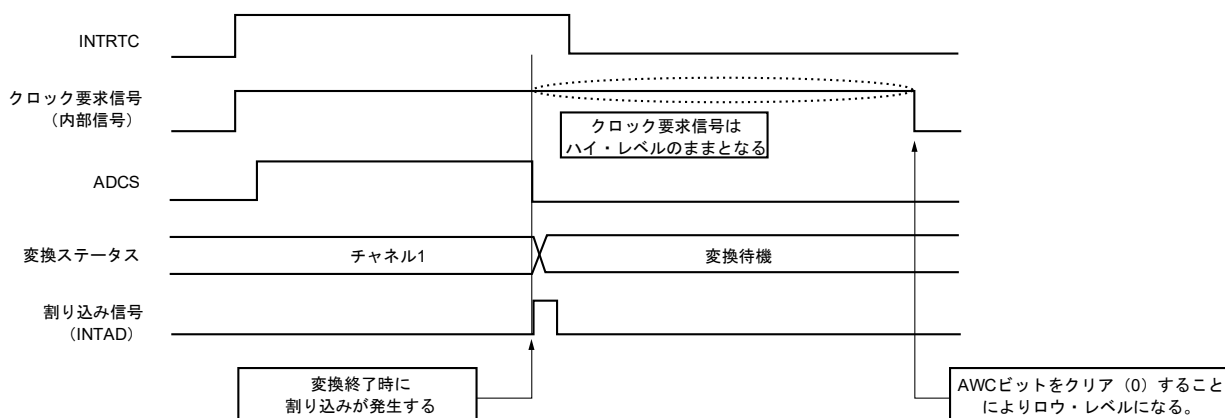 INTRTC
クロック要求信号
（内部信号）
クロック要求信号は
ハイ・レベルのままとなる
ADCS
変換ステータス
チャネル1
変換待機
割り込み信号
（INTAD）
変換終了時に
割り込みが発生する
AWCビットをクリア（0）すること
によりロウ・レベルになる。